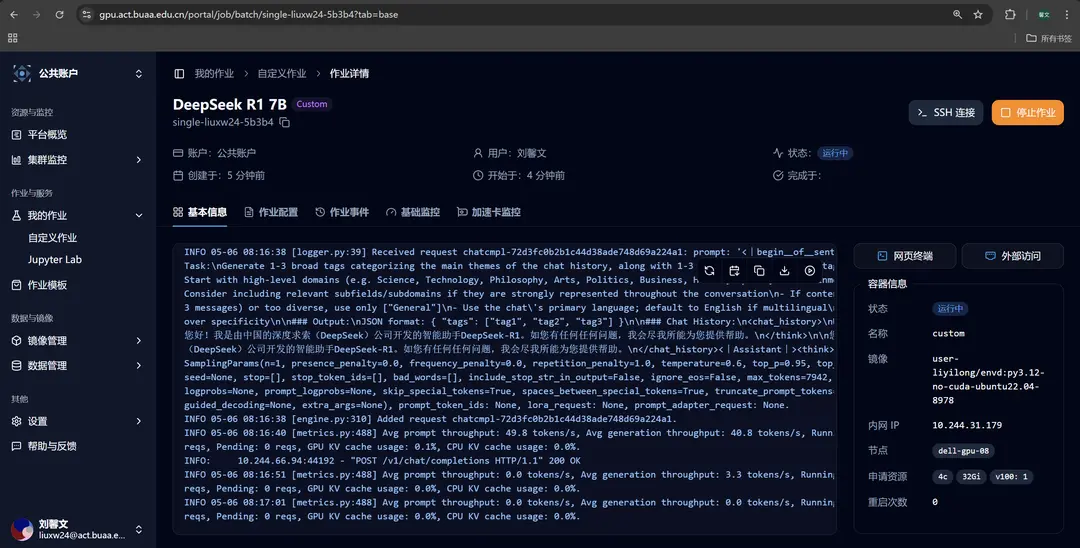 gpu.act.buaa.edu.cn/portal/job/batch/single-liuxw24-5b3b4?tab=base
馨文
所有书签
公共账户
资源与监控
平台概览
集群监控
作业与服务
我的作业
自定义作业
Jupyter Lab
作业模板
数据与镜像
镜像管理
数据管理
其他
设置
帮助与反馈
刘馨文
liuxw24@act.buaa.e...
我的作业 > 自定义作业 > 作业详情
DeepSeek R1 7B Custom
single-liuxw24-5b3b4
SSH 连接
停止作业
账户： 公共账户
用户： 刘馨文
状态： 运行中
创建于： 5 分钟前
开始于： 4 分钟前
完成于：
基本信息 作业配置 作业事件 基础监控 加速卡监控
INFO 05-06 08:16:38 [logger.py:39] Received request chatcmpl-72d3fc0b2b1c44d38ade748d69a224a1: prompt: '<｜begin__of__sent
Task:\nGenerate 1-3 broad tags categorizing the main themes of the chat history, along with 1-3
Start with high-level domains (e.g. Science, Technology, Philosophy, Arts, Politics, Business,
Consider including relevant subfields/subdomains if they are strongly represented throughout the conversation\n- If conte
3 messages) or too diverse, use only ["General"]\n- Use the chat\'s primary language; default to English if multilingual\
over specificity\n\n### Output:\nJSON format: { "tags": ["tag1", "tag2", "tag3"] }\n\n### Chat History:\n<chat_history>\n
您好！我是由中国的深度求索（DeepSeek）公司开发的智能助手DeepSeek-R1。如您有任何任何问题，我会尽我所能为您提供帮助。\n</think>\n\n
（DeepSeek）公司开发的智能助手DeepSeek-R1。如您有任何任何问题，我会尽我所能为您提供帮助。\n</chat_history><｜Assistant｜><think>
SamplingParams(n=1, presence_penalty=0.0, frequency_penalty=0.0, repetition_penalty=1.0, temperature=0.6, top_p=0.95, top_
seed=None, stop=[], stop_token_ids=[], bad_words=[], include_stop_str_in_output=False, ignore_eos=False, max_tokens=7942,
logprobs=None, prompt_logprobs=None, skip_special_tokens=True, spaces_between_special_tokens=True, truncate_prompt_tokens
guided_decoding=None, extra_args=None), prompt_token_ids: None, lora_request: None, prompt_adapter_request: None.
INFO 05-06 08:16:38 [engine.py:310] Added request chatcmpl-72d3fc0b2b1c44d38ade748d69a224a1.
INFO 05-06 08:16:40 [metrics.py:488] Avg prompt throughput: 49.8 tokens/s, Avg generation throughput: 40.8 tokens/s, Runn
reqs, Pending: 0 reqs, GPU KV cache usage: 0.1%, CPU KV cache usage: 0.0%.
INFO: 10.244.66.94:44192 - "POST /v1/chat/completions HTTP/1.1" 200 OK
INFO 05-06 08:16:51 [metrics.py:488] Avg prompt throughput: 0.0 tokens/s, Avg generation throughput: 3.3 tokens/s, Running
reqs, Pending: 0 reqs, GPU KV cache usage: 0.0%, CPU KV cache usage: 0.0%.
INFO 05-06 08:17:01 [metrics.py:488] Avg prompt throughput: 0.0 tokens/s, Avg generation throughput: 0.0 tokens/s, Running
reqs, Pending: 0 reqs, GPU KV cache usage: 0.0%, CPU KV cache usage: 0.0%.
网页终端
外部访问
容器信息
状态 运行中
名称 custom
镜像 user-
liyilong/envd:py3.12-
no-cuda-ubuntu22.04-
8978
内网 IP 10.244.31.179
节点 dell-gpu-08
申请资源 4c 32Gi v100: 1
重启次数 0